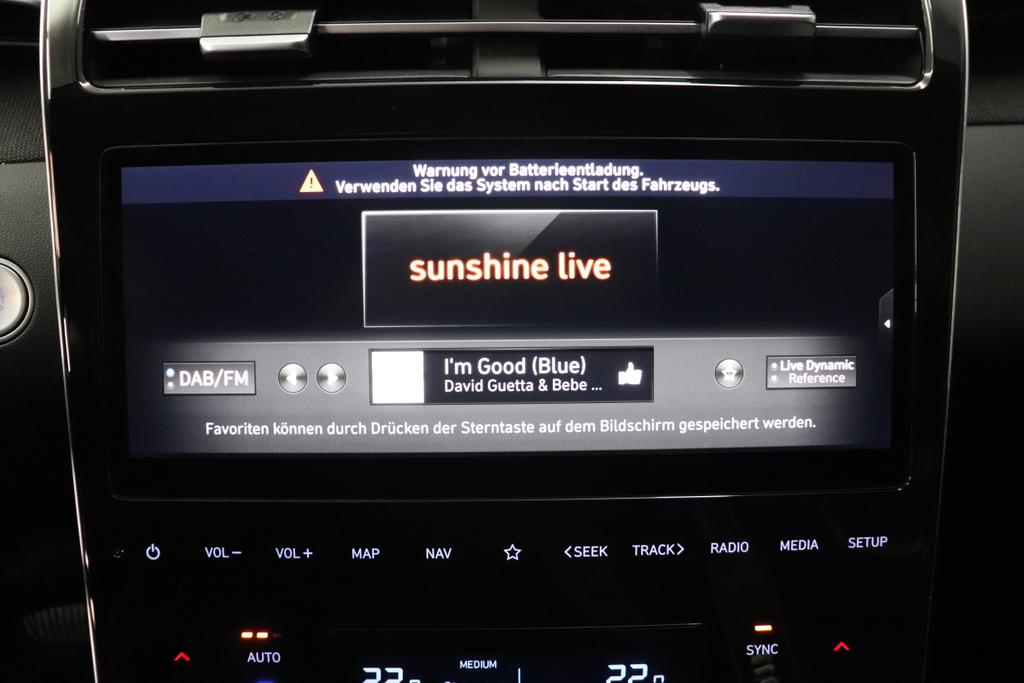 Warnung vor Batterieentladung.
Verwenden Sie das System nach Start des Fahrzeugs.
sunshine live
DAB/FM
I'm Good (Blue)
David Guetta & Bebe ...
Live Dynamic
Reference
Favoriten können durch Drücken der Sterntaste auf dem Bildschirm gespeichert werden.
VOL−
VOL+
MAP
NAV
<SEEK
TRACK>
RADIO
MEDIA
SETUP
AUTO
MEDIUM
SYNC